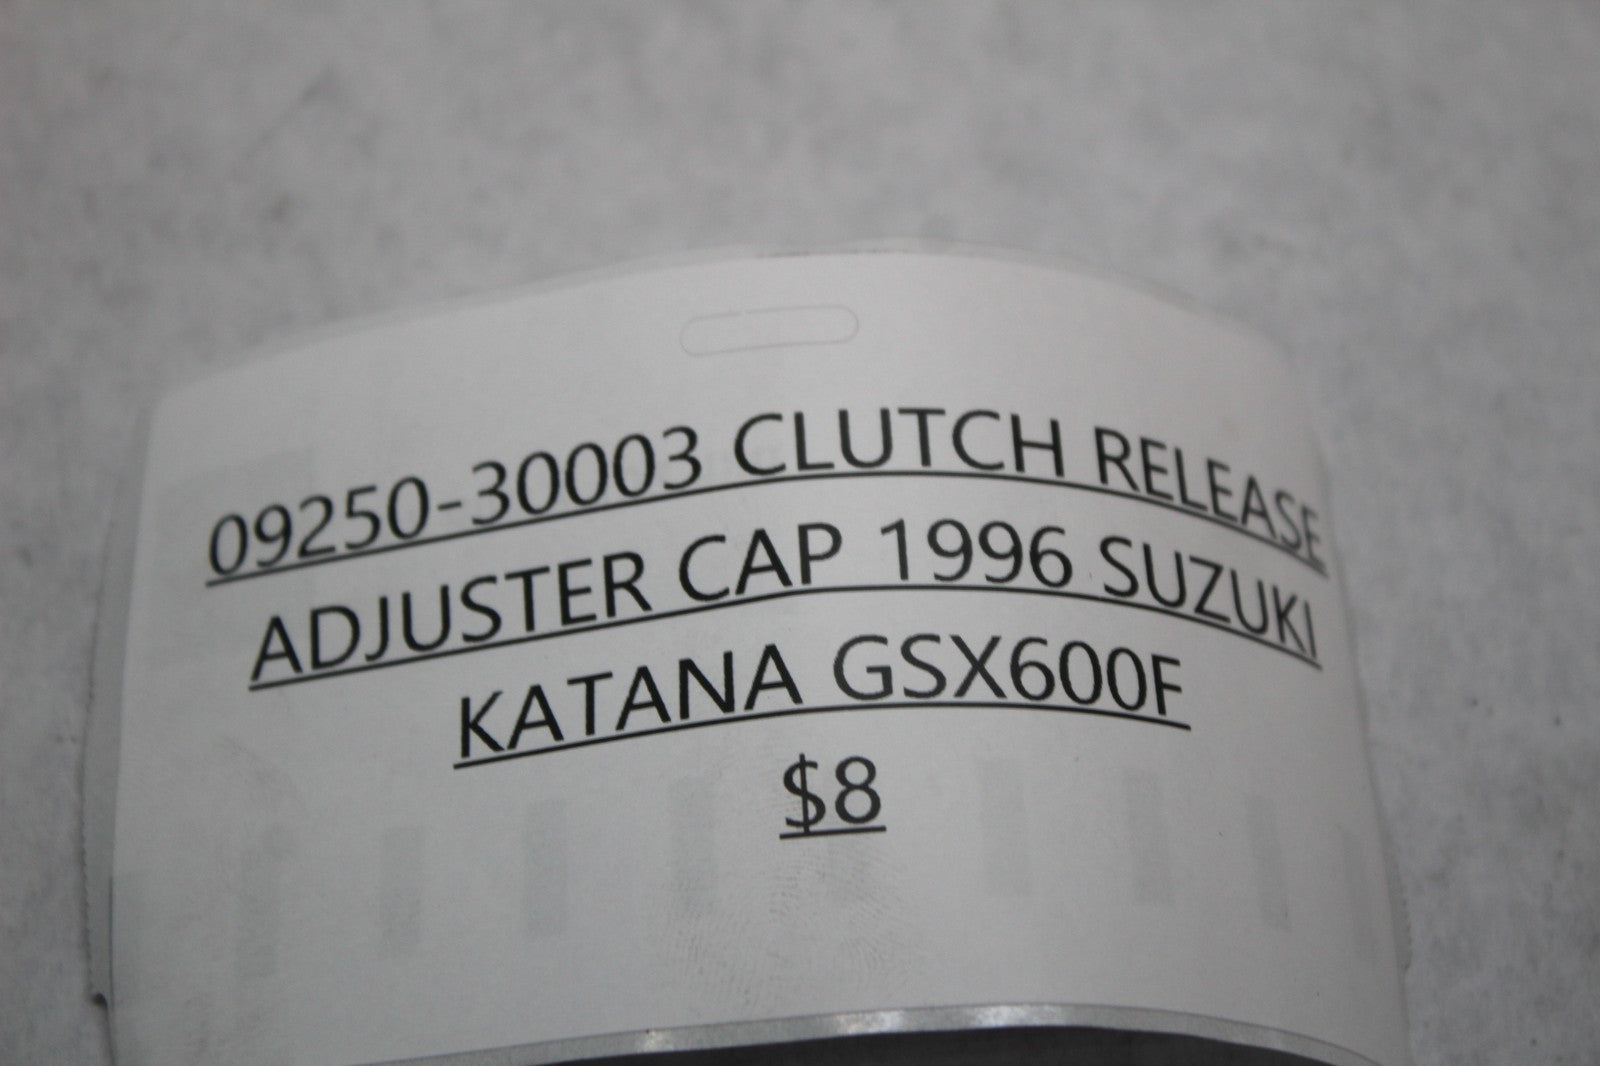 09250-30003 CLUTCH RELEASE
ADJUSTER CAP 1996 SUZUKI
KATANA GSX600F
$8